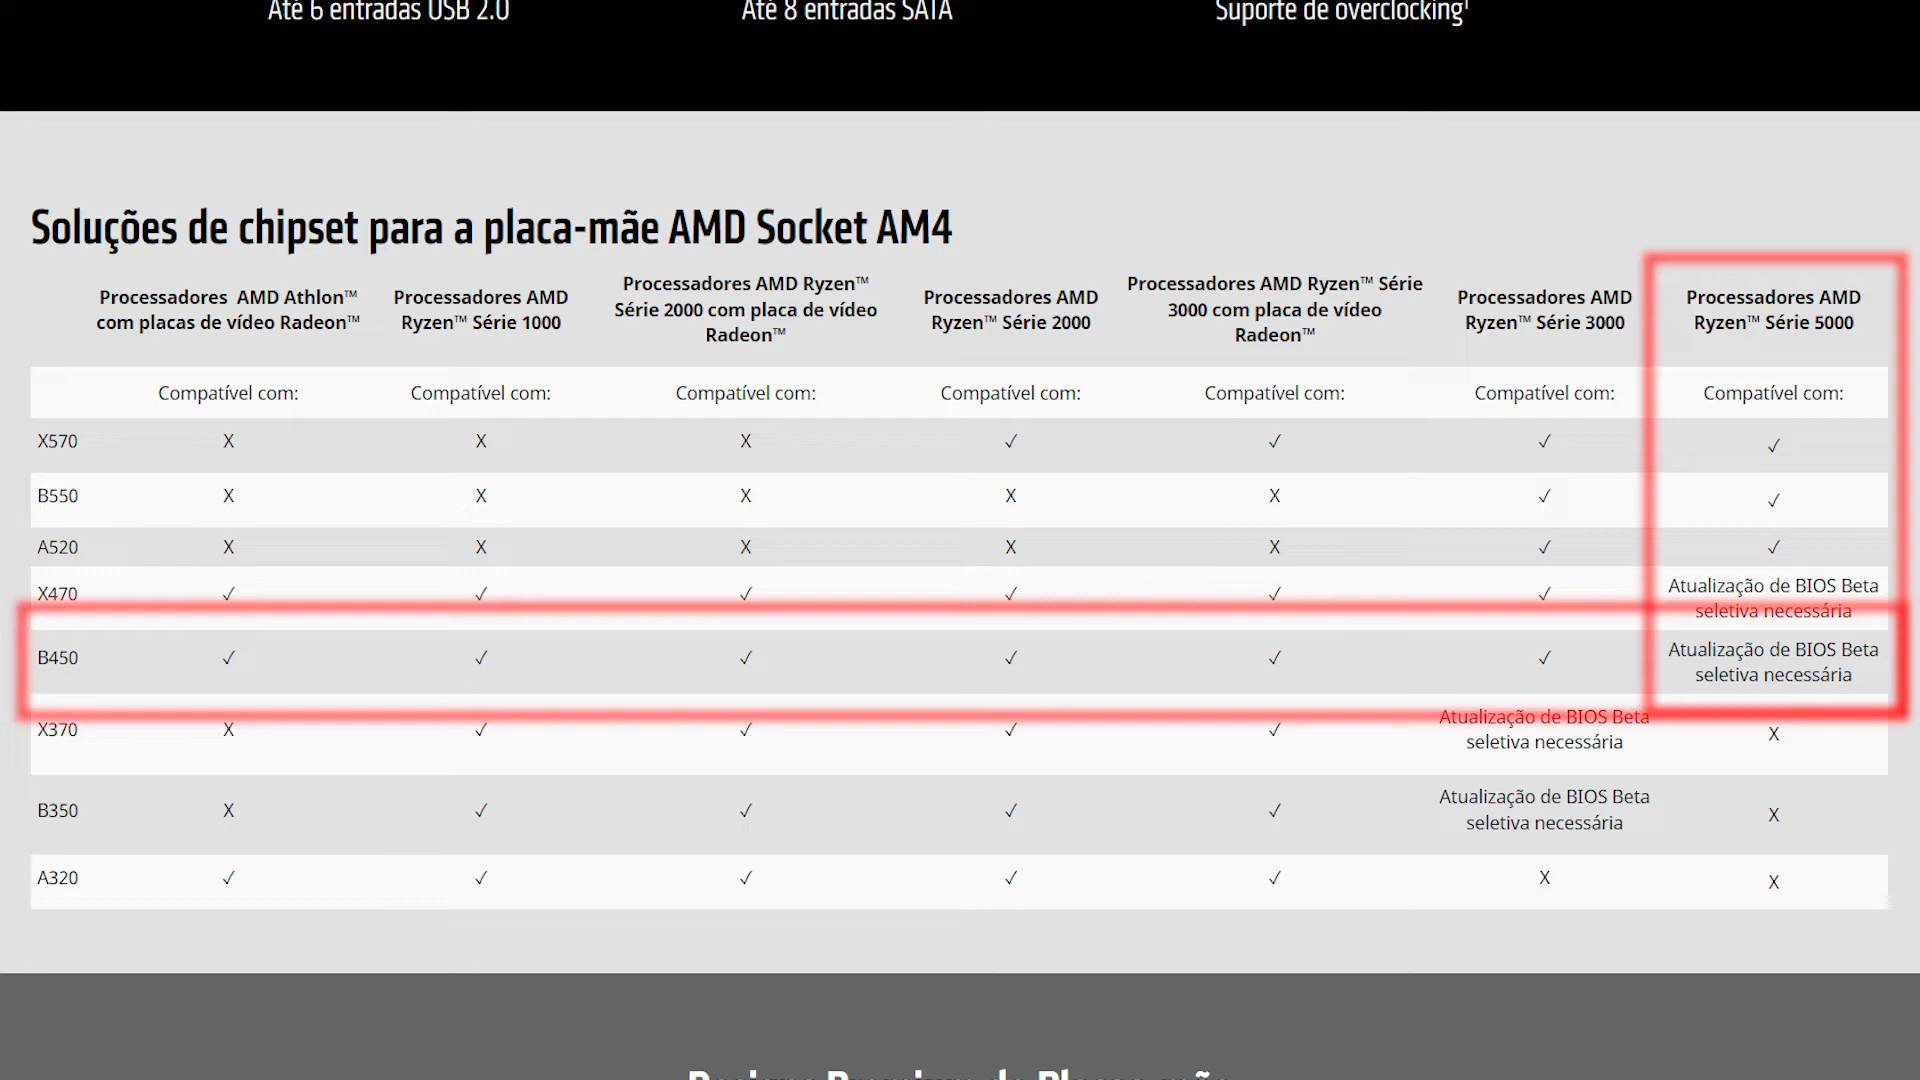 Até 6 entradas USB 2.0
Até 8 entradas SATA
Suporte de overclocking¹
Soluções de chipset para a placa-mãe AMD Socket AM4
Processadores AMD Athlon™ com placas de vídeo Radeon™
Processadores AMD Ryzen™ Série 1000
Processadores AMD Ryzen™ Série 2000 com placa de vídeo Radeon™
Processadores AMD Ryzen™ Série 2000
Processadores AMD Ryzen™ Série 3000 com placa de vídeo Radeon™
Processadores AMD Ryzen™ Série 3000
Processadores AMD Ryzen™ Série 5000
Compatível com: Compatível com: Compatível com: Compatível com: Compatível com: Compatível com: Compatível com:
X570 X X X ✓ ✓ ✓ ✓
B550 X X X X X ✓ ✓
A520 X X X X X ✓ ✓
X470 ✓ ✓ ✓ ✓ ✓ ✓ Atualização de BIOS Beta seletiva necessária
B450 ✓ ✓ ✓ ✓ ✓ ✓ Atualização de BIOS Beta seletiva necessária
X370 X ✓ ✓ ✓ ✓ Atualização de BIOS Beta seletiva necessária X
B350 X ✓ ✓ ✓ ✓ Atualização de BIOS Beta seletiva necessária X
A320 ✓ ✓ ✓ ✓ ✓ X X